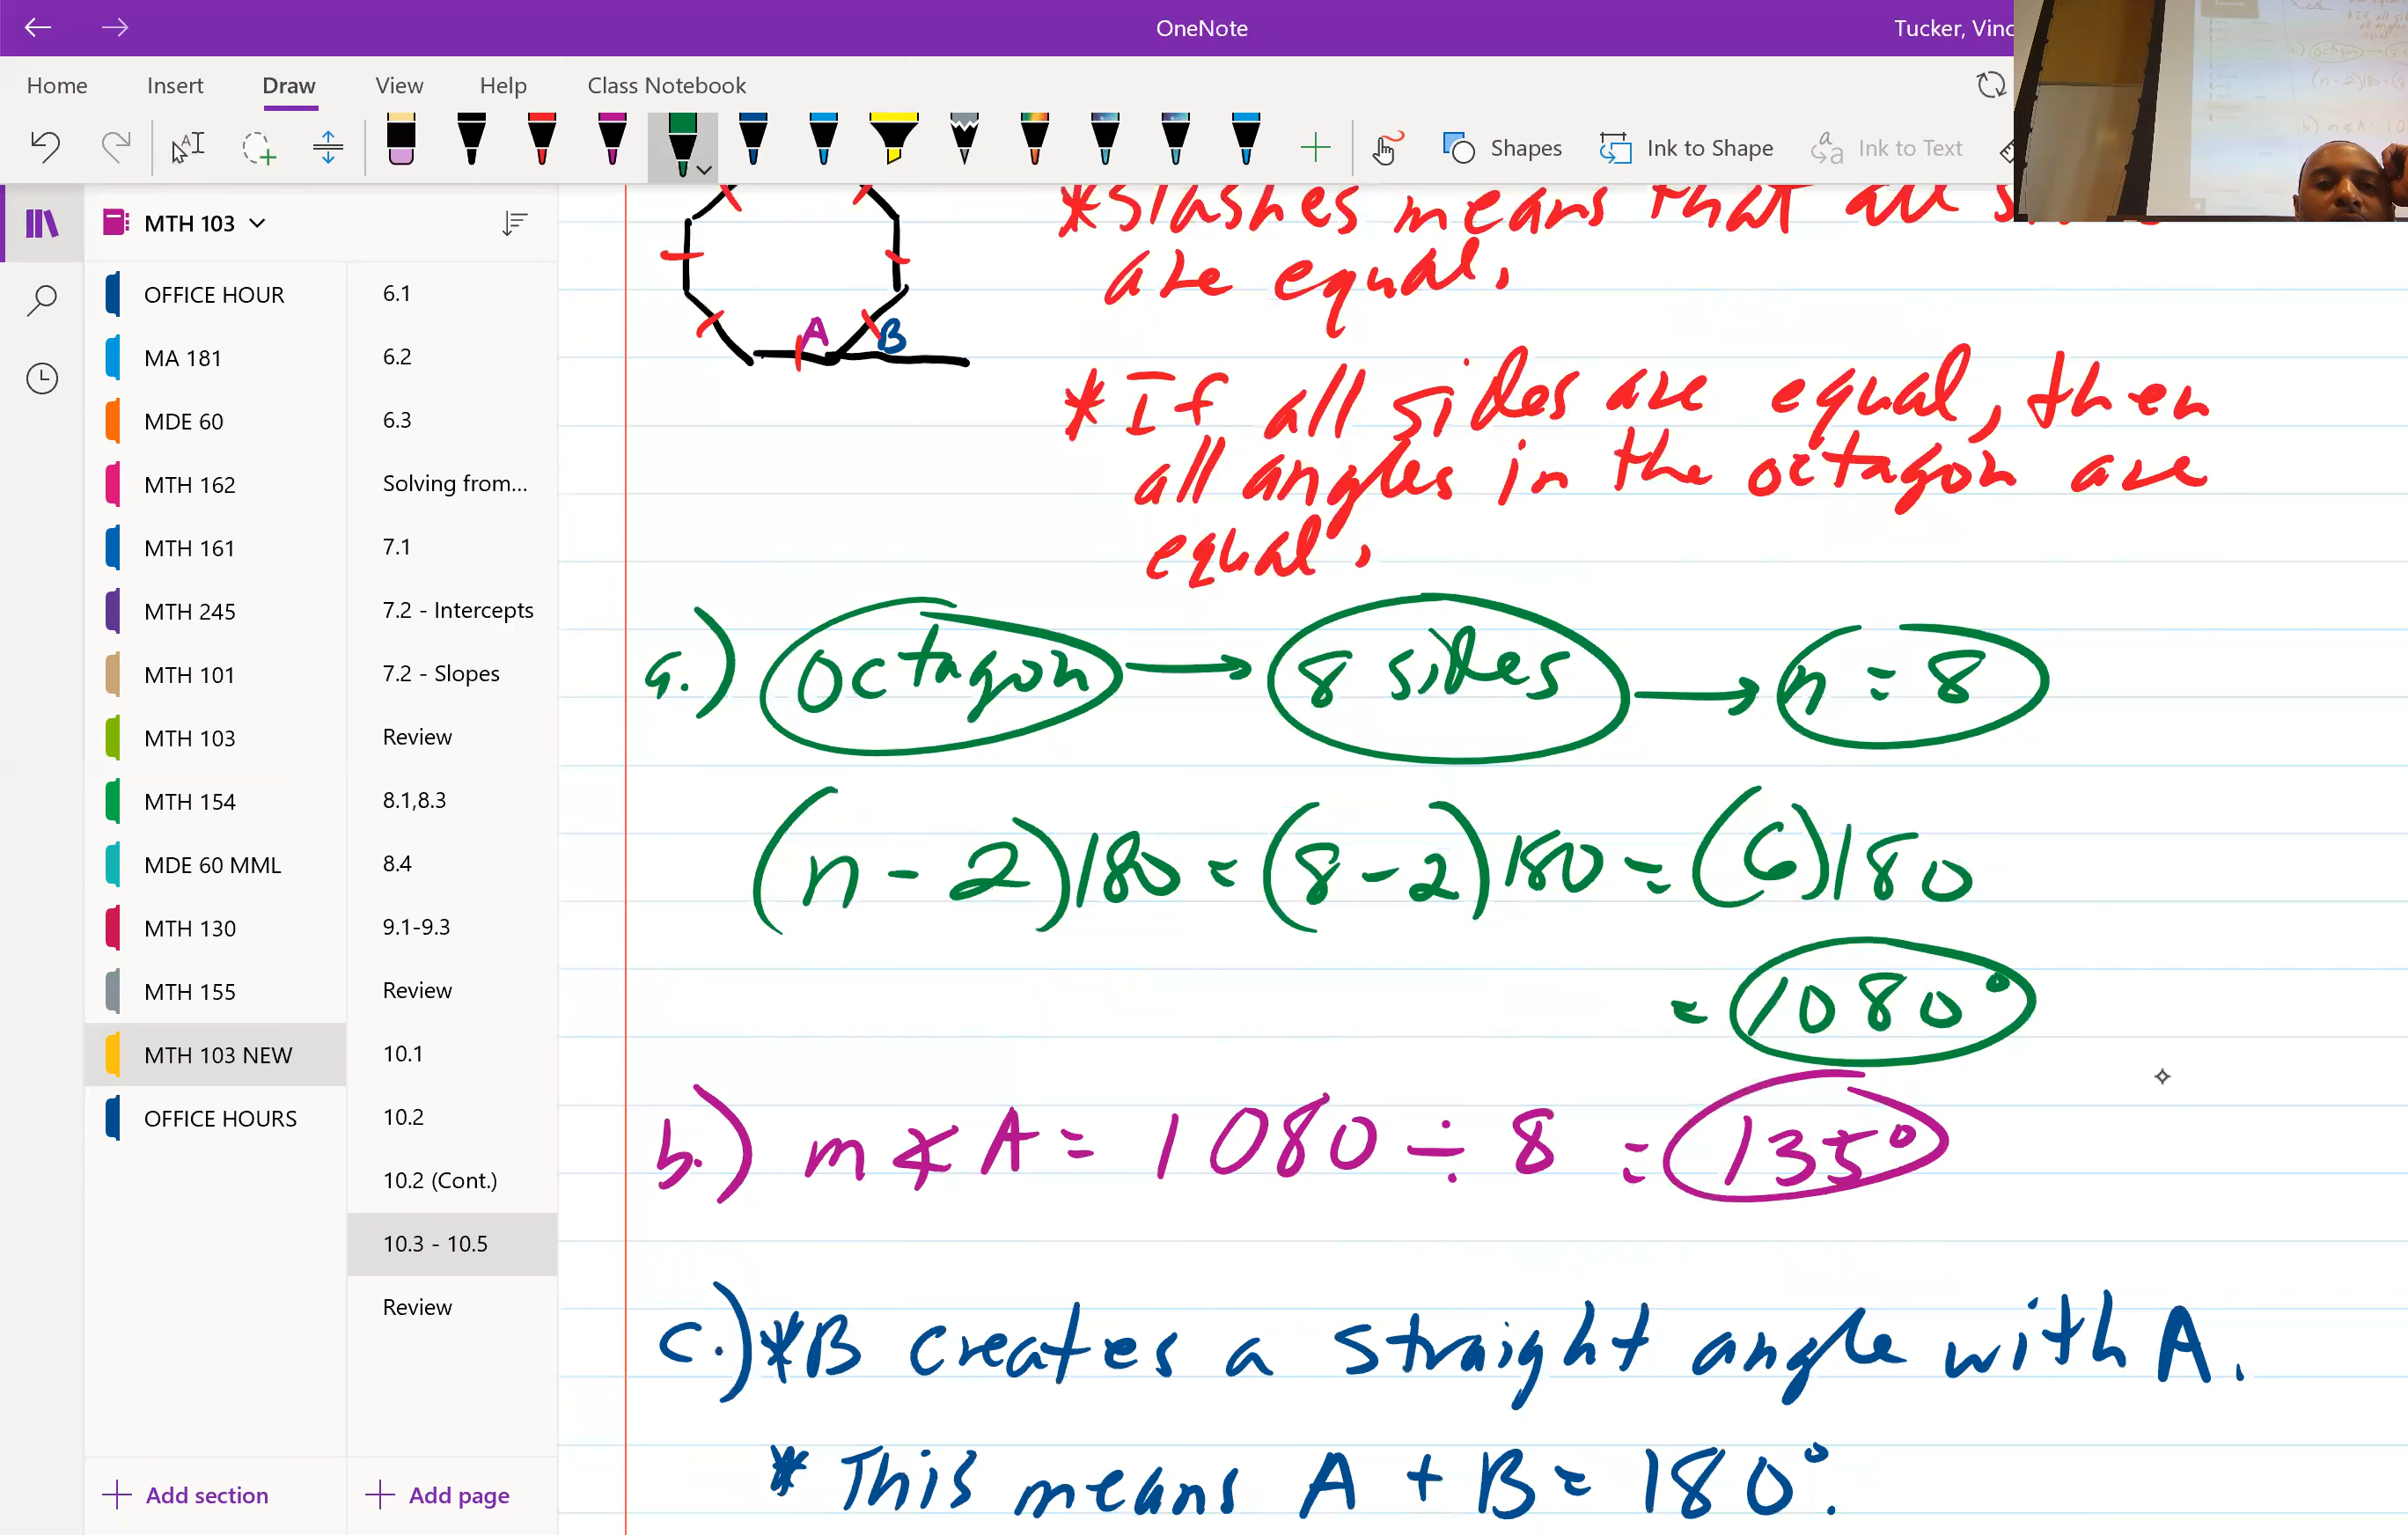 OneNote
Tucker, Vinc
Home Insert Draw View Help Class Notebook
Shapes Ink to Shape Ink to Text
MTH 103
OFFICE HOUR
MA 181
MDE 60
MTH 162
MTH 161
MTH 245
MTH 101
MTH 103
MTH 154
MDE 60 MML
MTH 130
MTH 155
MTH 103 NEW
OFFICE HOURS
Add section
6.1
6.2
6.3
Solving from...
7.1
7.2 - Intercepts
7.2 - Slopes
Review
8.1,8.3
8.4
9.1-9.3
Review
10.1
10.2
10.2 (Cont.)
10.3 - 10.5
Review
Add page
A B
*slashes means that all
are equal.
*If all sides are equal, then
all angles in the octagon are
equal.
a.) Octagon → 8 sides → n = 8
(n - 2)180 = (8 - 2)180 = (6)180
= 1080°
b.) m∡A = 1080 ÷ 8 = 135°
c.) *B creates a straight angle with A.
* This means A + B = 180°.